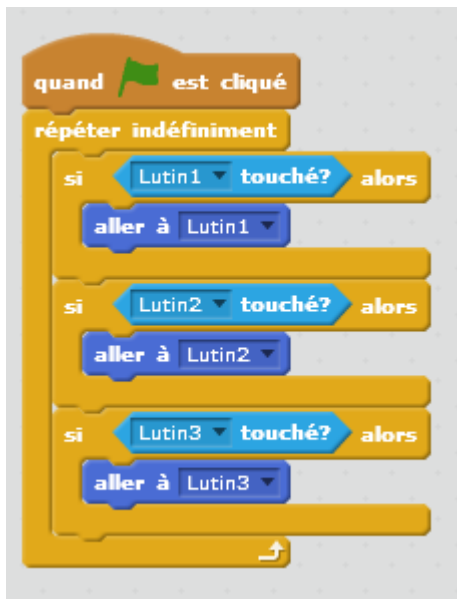 quand est cliqué
répéter indéfiniment
si Lutin1 touché? alors
aller à Lutin1
si Lutin2 touché? alors
aller à Lutin2
si Lutin3 touché? alors
aller à Lutin3